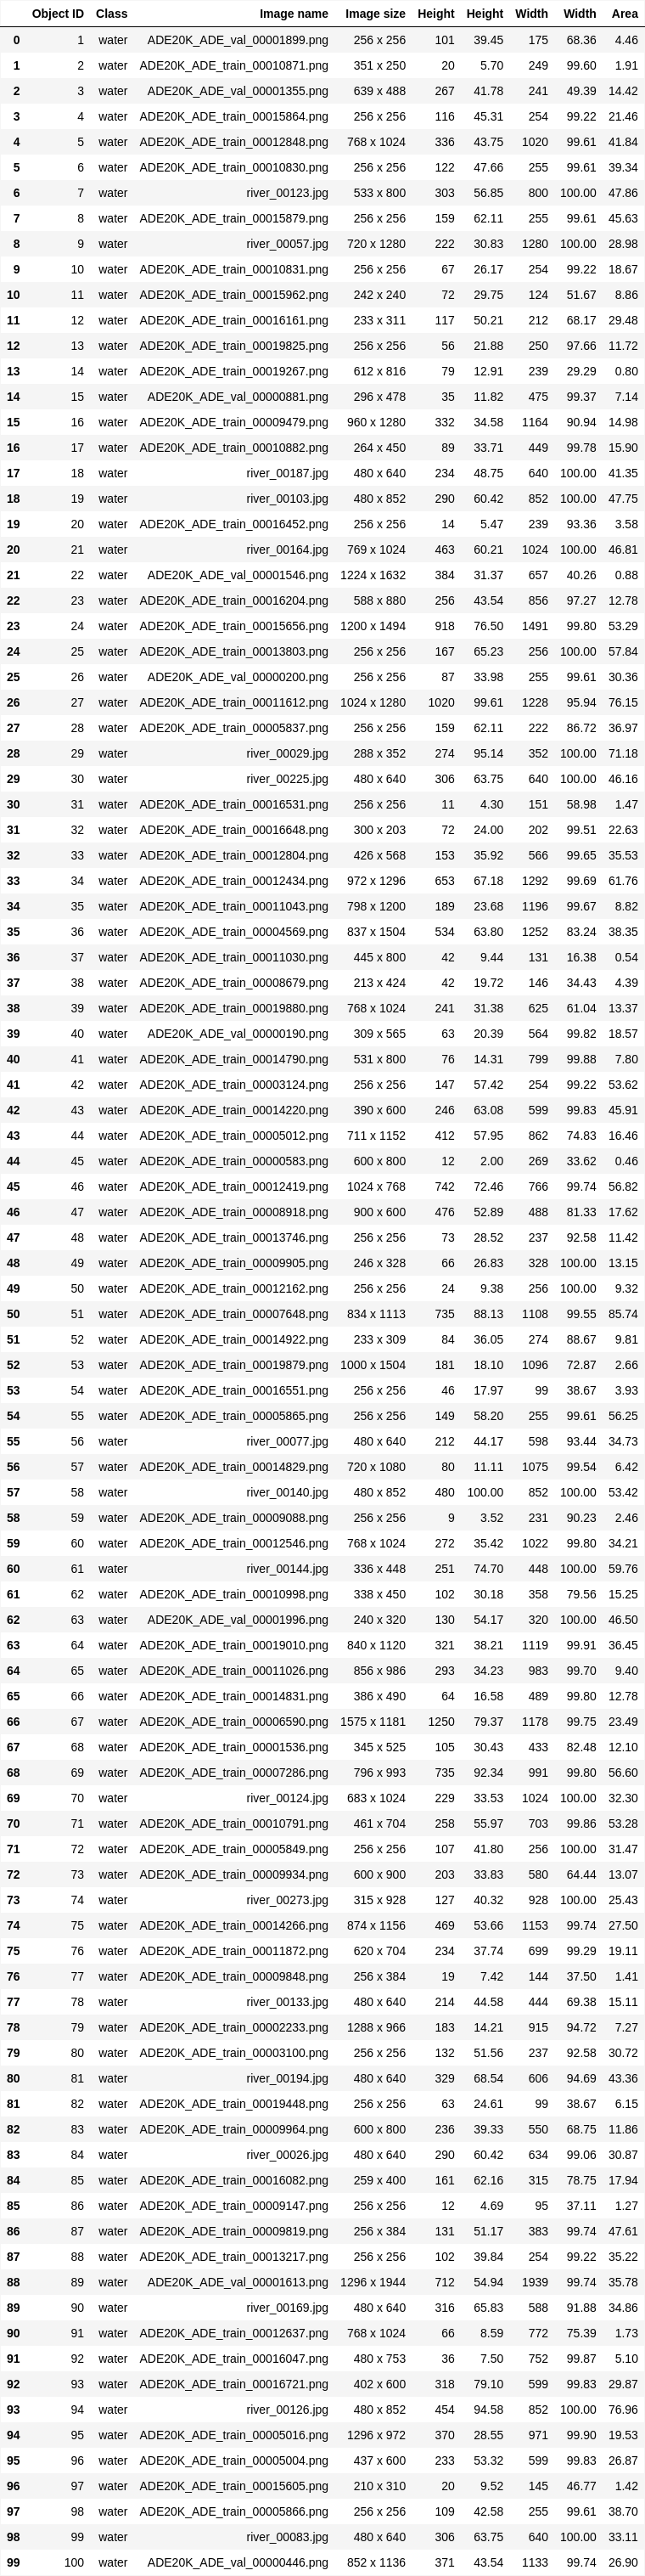 Object ID Class Image name Image size Height Height Width Width Area
0 1 water ADE20K_ADE_val_00001899.png 256 x 256 101 39.45 175 68.36 4.46
1 2 water ADE20K_ADE_train_00010871.png 351 x 250 20 5.70 249 99.60 1.91
2 3 water ADE20K_ADE_val_00001355.png 639 x 488 267 41.78 241 49.39 14.42
3 4 water ADE20K_ADE_train_00015864.png 256 x 256 116 45.31 254 99.22 21.46
4 5 water ADE20K_ADE_train_00012848.png 768 x 1024 336 43.75 1020 99.61 41.84
5 6 water ADE20K_ADE_train_00010830.png 256 x 256 122 47.66 255 99.61 39.34
6 7 water river_00123.jpg 533 x 800 303 56.85 800 100.00 47.86
7 8 water ADE20K_ADE_train_00015879.png 256 x 256 159 62.11 255 99.61 45.63
8 9 water river_00057.jpg 720 x 1280 222 30.83 1280 100.00 28.98
9 10 water ADE20K_ADE_train_00010831.png 256 x 256 67 26.17 254 99.22 18.67
10 11 water ADE20K_ADE_train_00015962.png 242 x 240 72 29.75 124 51.67 8.86
11 12 water ADE20K_ADE_train_00016161.png 233 x 311 117 50.21 212 68.17 29.48
12 13 water ADE20K_ADE_train_00019825.png 256 x 256 56 21.88 250 97.66 11.72
13 14 water ADE20K_ADE_train_00019267.png 612 x 816 79 12.91 239 29.29 0.80
14 15 water ADE20K_ADE_val_00000881.png 296 x 478 35 11.82 475 99.37 7.14
15 16 water ADE20K_ADE_train_00009479.png 960 x 1280 332 34.58 1164 90.94 14.98
16 17 water ADE20K_ADE_train_00010882.png 264 x 450 89 33.71 449 99.78 15.90
17 18 water river_00187.jpg 480 x 640 234 48.75 640 100.00 41.35
18 19 water river_00103.jpg 480 x 852 290 60.42 852 100.00 47.75
19 20 water ADE20K_ADE_train_00016452.png 256 x 256 14 5.47 239 93.36 3.58
20 21 water river_00164.jpg 769 x 1024 463 60.21 1024 100.00 46.81
21 22 water ADE20K_ADE_val_00001546.png 1224 x 1632 384 31.37 657 40.26 0.88
22 23 water ADE20K_ADE_train_00016204.png 588 x 880 256 43.54 856 97.27 12.78
23 24 water ADE20K_ADE_train_00015656.png 1200 x 1494 918 76.50 1491 99.80 53.29
24 25 water ADE20K_ADE_train_00013803.png 256 x 256 167 65.23 256 100.00 57.84
25 26 water ADE20K_ADE_val_00000200.png 256 x 256 87 33.98 255 99.61 30.36
26 27 water ADE20K_ADE_train_00011612.png 1024 x 1280 1020 99.61 1228 95.94 76.15
27 28 water ADE20K_ADE_train_00005837.png 256 x 256 159 62.11 222 86.72 36.97
28 29 water river_00029.jpg 288 x 352 274 95.14 352 100.00 71.18
29 30 water river_00225.jpg 480 x 640 306 63.75 640 100.00 46.16
30 31 water ADE20K_ADE_train_00016531.png 256 x 256 11 4.30 151 58.98 1.47
31 32 water ADE20K_ADE_train_00016648.png 300 x 203 72 24.00 202 99.51 22.63
32 33 water ADE20K_ADE_train_00012804.png 426 x 568 153 35.92 566 99.65 35.53
33 34 water ADE20K_ADE_train_00012434.png 972 x 1296 653 67.18 1292 99.69 61.76
34 35 water ADE20K_ADE_train_00011043.png 798 x 1200 189 23.68 1196 99.67 8.82
35 36 water ADE20K_ADE_train_00004569.png 837 x 1504 534 63.80 1252 83.24 38.35
36 37 water ADE20K_ADE_train_00011030.png 445 x 800 42 9.44 131 16.38 0.54
37 38 water ADE20K_ADE_train_00008679.png 213 x 424 42 19.72 146 34.43 4.39
38 39 water ADE20K_ADE_train_00019880.png 768 x 1024 241 31.38 625 61.04 13.37
39 40 water ADE20K_ADE_val_00000190.png 309 x 565 63 20.39 564 99.82 18.57
40 41 water ADE20K_ADE_train_00014790.png 531 x 800 76 14.31 799 99.88 7.80
41 42 water ADE20K_ADE_train_00003124.png 256 x 256 147 57.42 254 99.22 53.62
42 43 water ADE20K_ADE_train_00014220.png 390 x 600 246 63.08 599 99.83 45.91
43 44 water ADE20K_ADE_train_00005012.png 711 x 1152 412 57.95 862 74.83 16.46
44 45 water ADE20K_ADE_train_00000583.png 600 x 800 12 2.00 269 33.62 0.46
45 46 water ADE20K_ADE_train_00012419.png 1024 x 768 742 72.46 766 99.74 56.82
46 47 water ADE20K_ADE_train_00008918.png 900 x 600 476 52.89 488 81.33 17.62
47 48 water ADE20K_ADE_train_00013746.png 256 x 256 73 28.52 237 92.58 11.42
48 49 water ADE20K_ADE_train_00009905.png 246 x 328 66 26.83 328 100.00 13.15
49 50 water ADE20K_ADE_train_00012162.png 256 x 256 24 9.38 256 100.00 9.32
50 51 water ADE20K_ADE_train_00007648.png 834 x 1113 735 88.13 1108 99.55 85.74
51 52 water ADE20K_ADE_train_00014922.png 233 x 309 84 36.05 274 88.67 9.81
52 53 water ADE20K_ADE_train_00019879.png 1000 x 1504 181 18.10 1096 72.87 2.66
53 54 water ADE20K_ADE_train_00016551.png 256 x 256 46 17.97 99 38.67 3.93
54 55 water ADE20K_ADE_train_00005865.png 256 x 256 149 58.20 255 99.61 56.25
55 56 water river_00077.jpg 480 x 640 212 44.17 598 93.44 34.73
56 57 water ADE20K_ADE_train_00014829.png 720 x 1080 80 11.11 1075 99.54 6.42
57 58 water river_00140.jpg 480 x 852 480 100.00 852 100.00 53.42
58 59 water ADE20K_ADE_train_00009088.png 256 x 256 9 3.52 231 90.23 2.46
59 60 water ADE20K_ADE_train_00012546.png 768 x 1024 272 35.42 1022 99.80 34.21
60 61 water river_00144.jpg 336 x 448 251 74.70 448 100.00 59.76
61 62 water ADE20K_ADE_train_00010998.png 338 x 450 102 30.18 358 79.56 15.25
62 63 water ADE20K_ADE_val_00001996.png 240 x 320 130 54.17 320 100.00 46.50
63 64 water ADE20K_ADE_train_00019010.png 840 x 1120 321 38.21 1119 99.91 36.45
64 65 water ADE20K_ADE_train_00011026.png 856 x 986 293 34.23 983 99.70 9.40
65 66 water ADE20K_ADE_train_00014831.png 386 x 490 64 16.58 489 99.80 12.78
66 67 water ADE20K_ADE_train_00006590.png 1575 x 1181 1250 79.37 1178 99.75 23.49
67 68 water ADE20K_ADE_train_00001536.png 345 x 525 105 30.43 433 82.48 12.10
68 69 water ADE20K_ADE_train_00007286.png 796 x 993 735 92.34 991 99.80 56.60
69 70 water river_00124.jpg 683 x 1024 229 33.53 1024 100.00 32.30
70 71 water ADE20K_ADE_train_00010791.png 461 x 704 258 55.97 703 99.86 53.28
71 72 water ADE20K_ADE_train_00005849.png 256 x 256 107 41.80 256 100.00 31.47
72 73 water ADE20K_ADE_train_00009934.png 600 x 900 203 33.83 580 64.44 13.07
73 74 water river_00273.jpg 315 x 928 127 40.32 928 100.00 25.43
74 75 water ADE20K_ADE_train_00014266.png 874 x 1156 469 53.66 1153 99.74 27.50
75 76 water ADE20K_ADE_train_00011872.png 620 x 704 234 37.74 699 99.29 19.11
76 77 water ADE20K_ADE_train_00009848.png 256 x 384 19 7.42 144 37.50 1.41
77 78 water river_00133.jpg 480 x 640 214 44.58 444 69.38 15.11
78 79 water ADE20K_ADE_train_00002233.png 1288 x 966 183 14.21 915 94.72 7.27
79 80 water ADE20K_ADE_train_00003100.png 256 x 256 132 51.56 237 92.58 30.72
80 81 water river_00194.jpg 480 x 640 329 68.54 606 94.69 43.36
81 82 water ADE20K_ADE_train_00019448.png 256 x 256 63 24.61 99 38.67 6.15
82 83 water ADE20K_ADE_train_00009964.png 600 x 800 236 39.33 550 68.75 11.86
83 84 water river_00026.jpg 480 x 640 290 60.42 634 99.06 30.87
84 85 water ADE20K_ADE_train_00016082.png 259 x 400 161 62.16 315 78.75 17.94
85 86 water ADE20K_ADE_train_00009147.png 256 x 256 12 4.69 95 37.11 1.27
86 87 water ADE20K_ADE_train_00009819.png 256 x 384 131 51.17 383 99.74 47.61
87 88 water ADE20K_ADE_train_00013217.png 256 x 256 102 39.84 254 99.22 35.22
88 89 water ADE20K_ADE_val_00001613.png 1296 x 1944 712 54.94 1939 99.74 35.78
89 90 water river_00169.jpg 480 x 640 316 65.83 588 91.88 34.86
90 91 water ADE20K_ADE_train_00012637.png 768 x 1024 66 8.59 772 75.39 1.73
91 92 water ADE20K_ADE_train_00016047.png 480 x 753 36 7.50 752 99.87 5.10
92 93 water ADE20K_ADE_train_00016721.png 402 x 600 318 79.10 599 99.83 29.87
93 94 water river_00126.jpg 480 x 852 454 94.58 852 100.00 76.96
94 95 water ADE20K_ADE_train_00005016.png 1296 x 972 370 28.55 971 99.90 19.53
95 96 water ADE20K_ADE_train_00005004.png 437 x 600 233 53.32 599 99.83 26.87
96 97 water ADE20K_ADE_train_00015605.png 210 x 310 20 9.52 145 46.77 1.42
97 98 water ADE20K_ADE_train_00005866.png 256 x 256 109 42.58 255 99.61 38.70
98 99 water river_00083.jpg 480 x 640 306 63.75 640 100.00 33.11
99 100 water ADE20K_ADE_val_00000446.png 852 x 1136 371 43.54 1133 99.74 26.90